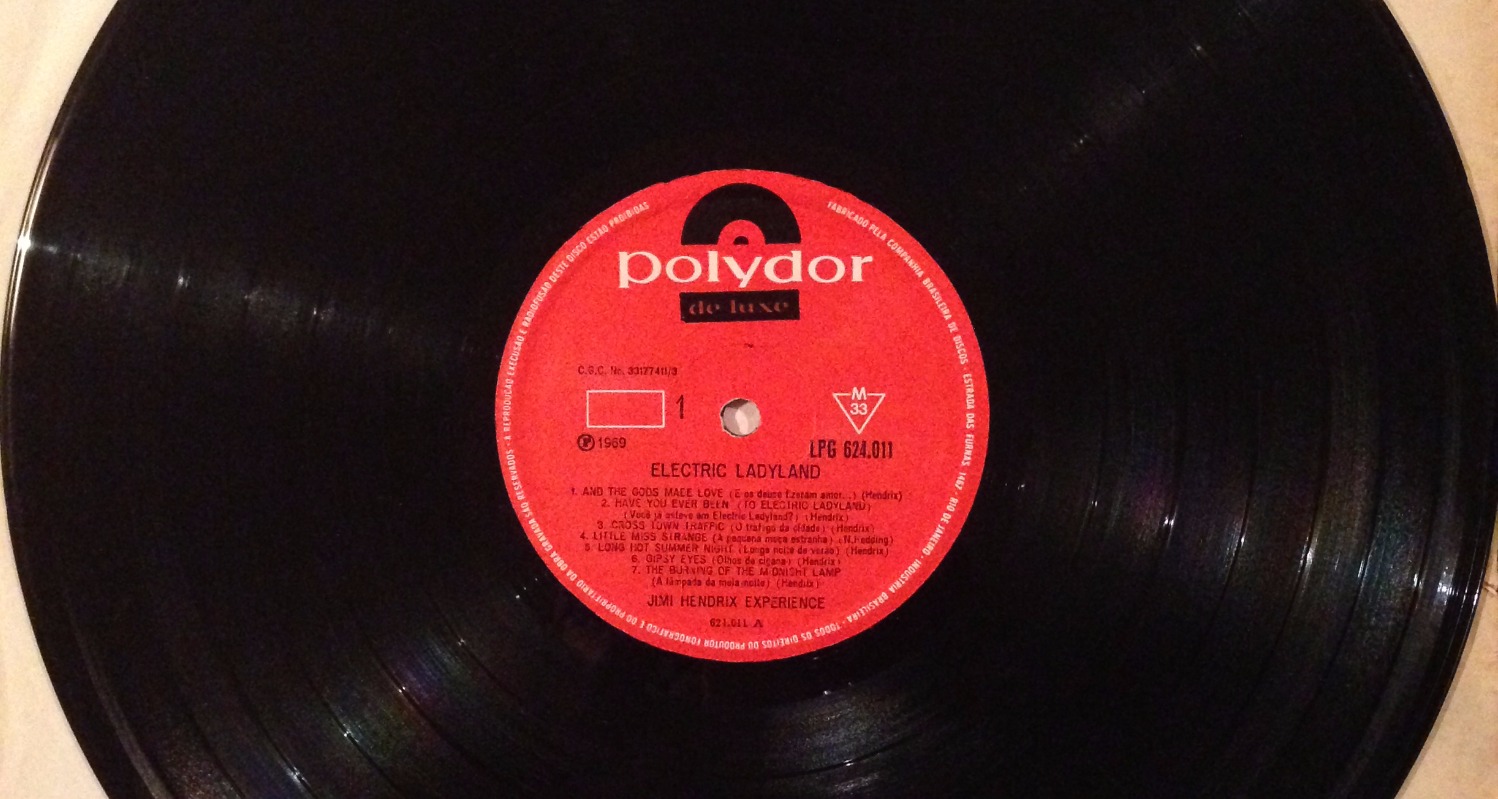 polydor
de luxe
C.G.C. No. 33127411/3
1
M
33
℗ 1969
LPG 624.011
ELECTRIC LADYLAND
1. AND THE GODS MADE LOVE (E os deuse fizeram amor...) (Hendrix)
2. HAVE YOU EVER BEEN (TO ELECTRIC LADYLAND)
(Você já esteve em Electric Ladyland?) (Hendrix)
3. CROSS TOWN TRAFFIC (O trafigo da cidade) (Hendrix)
4. LITTLE MISS STRANGE (A pequena moça estranha) (N.Redding)
5. LONG HOT SUMMER NIGHT (Longa noite de verão) (Hendrix)
6. GIPSY EYES (Olhos de cigana) (Hendrix)
7. THE BURNING OF THE MIDNIGHT LAMP
(A lâmpada da meia noite) (Hendrix)
JIMI HENDRIX EXPERIENCE
624.011 A
FABRICADO PELA COMPANHIA BRASILEIRA DE DISCOS - ESTRADA DAS FURNAS 1467 - RIO DE JANEIRO - INDUSTRIA BRASILEIRA - TODOS OS DIREITOS DO PRODUTOR FONOGRÁFICO E DO PROPRIETÁRIO DA OBRA GRAVADA SÃO RESERVADOS - A REPRODUÇÃO EXECUSÃO E RADIOFUSÃO DESTE DISCO ESTÃO PROIBIDAS